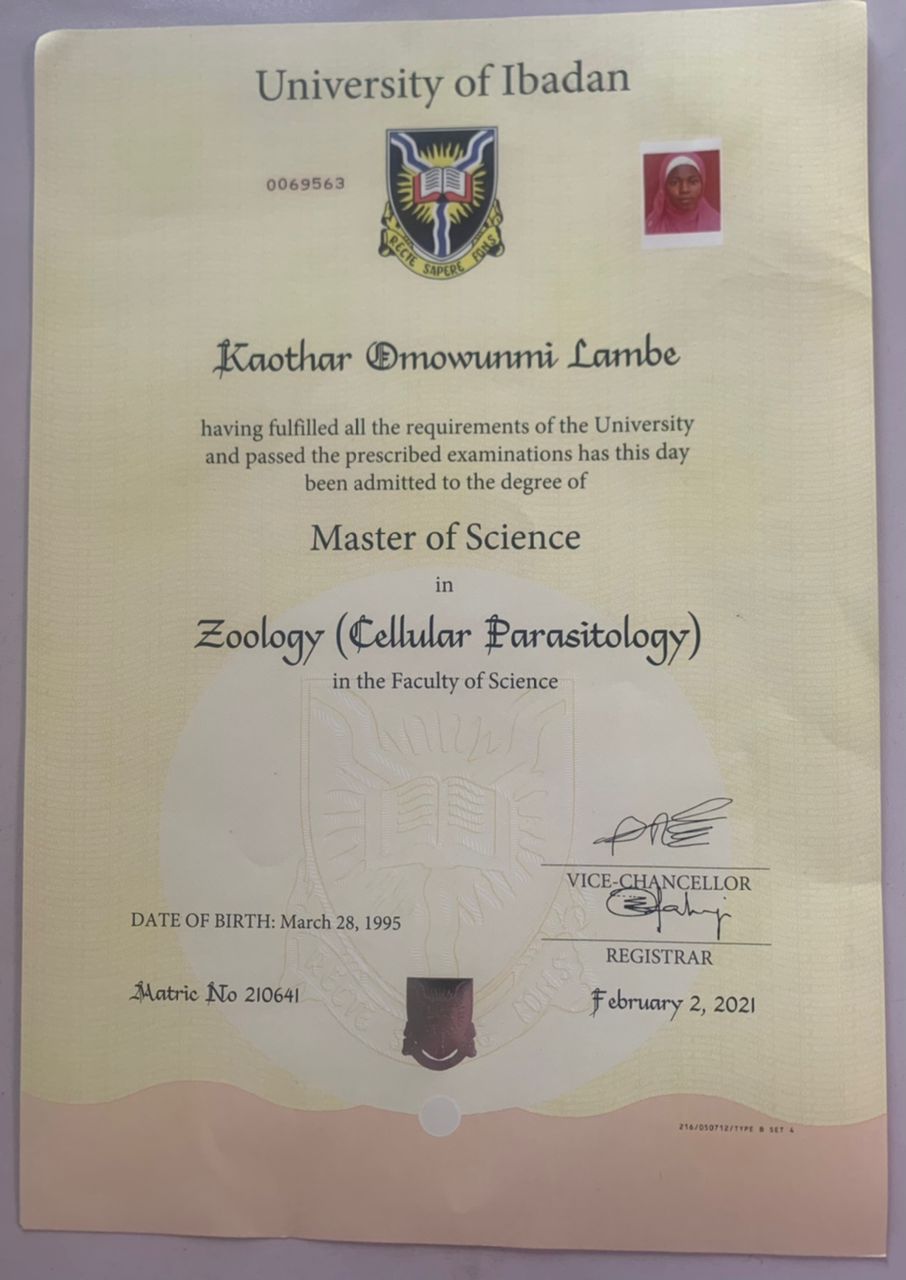 University of Ibadan
0069563
RECTE SAPERE FONS
Kaothar Omowunmi Lambe
having fulfilled all the requirements of the University
and passed the prescribed examinations has this day
been admitted to the degree of
Master of Science
in
Zoology (Cellular Parasitology)
in the Faculty of Science
VICE-CHANCELLOR
DATE OF BIRTH: March 28, 1995
REGISTRAR
Matric No 210641
February 2, 2021
216/050712/TYPE B SET 4